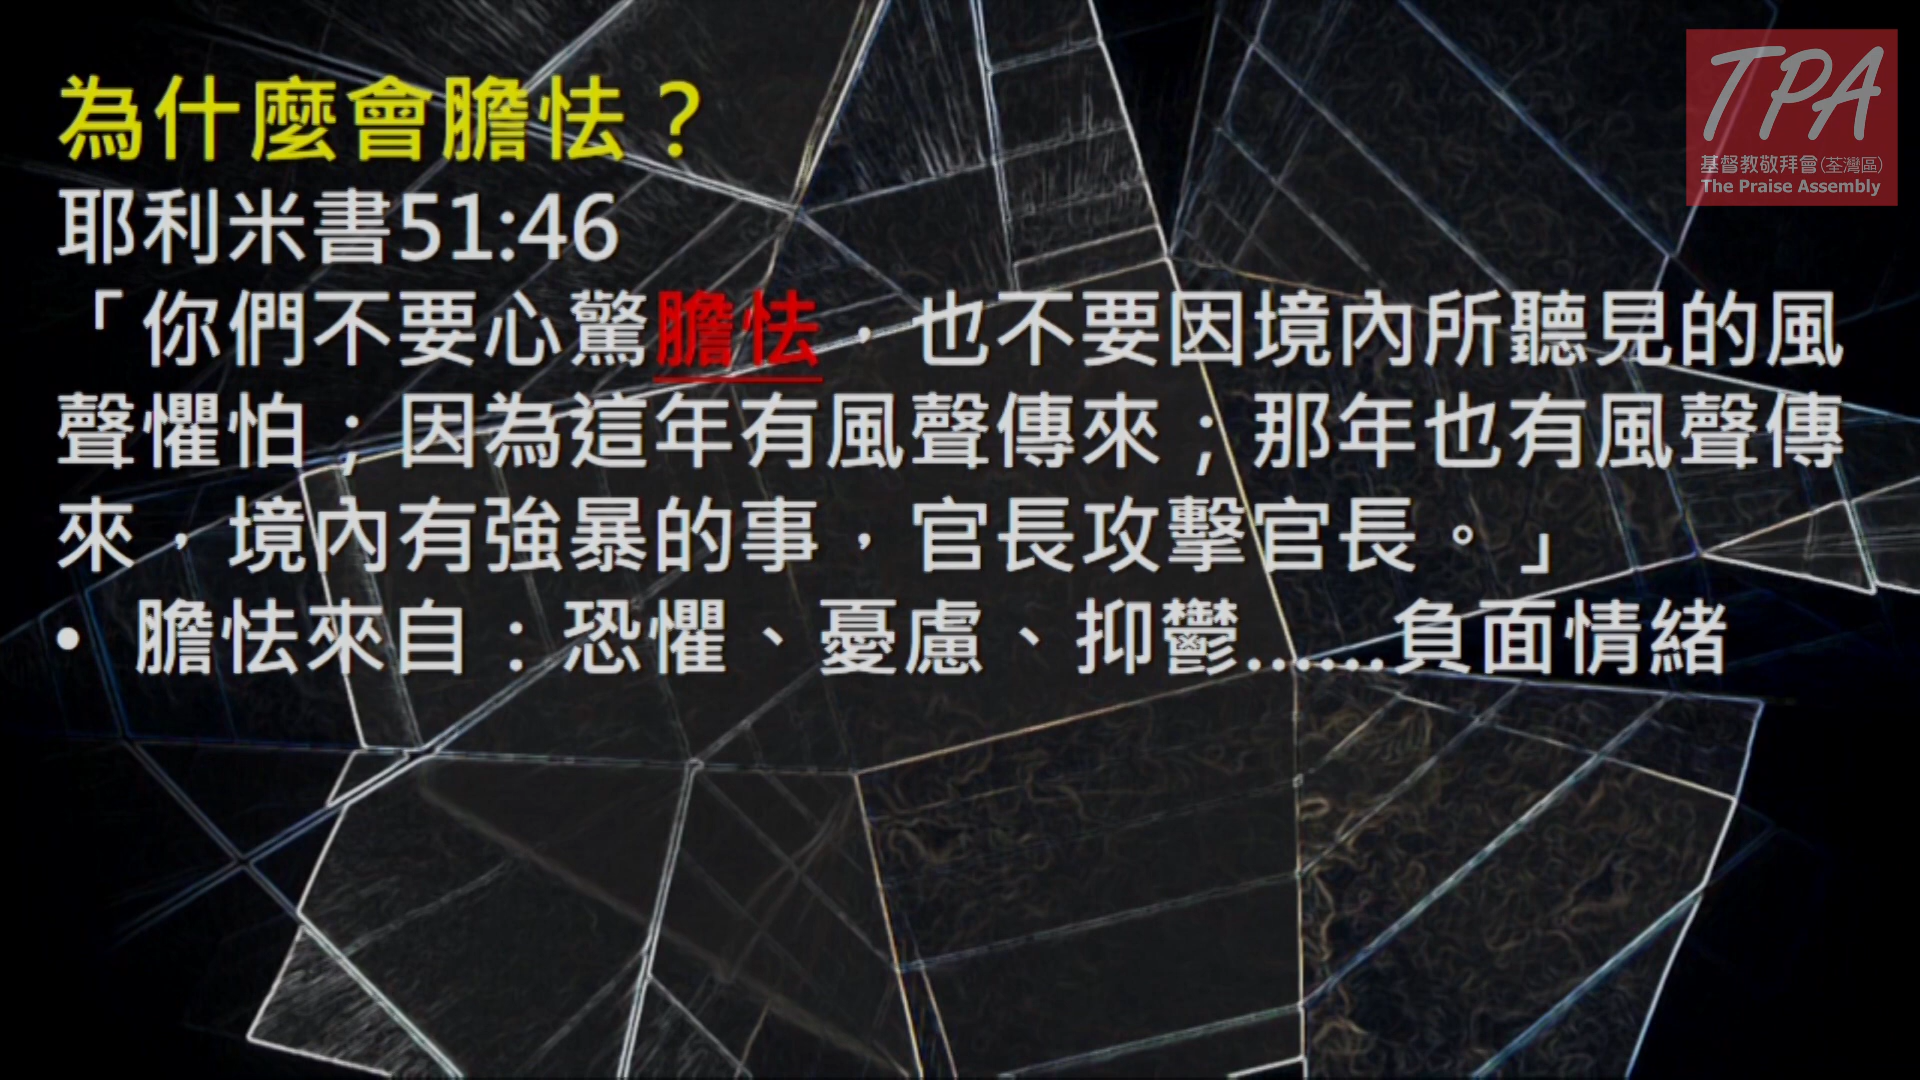 為什麼會膽怯？
耶利米書51:46
「你們不要心驚膽怯，也不要因境內所聽見的風
聲懼怕；因為這年有風聲傳來；那年也有風聲傳
來，境內有強暴的事，官長攻擊官長。」
• 膽怯來自：恐懼、憂慮、抑鬱……負面情緒
TPA
基督教敬拜會(荃灣區)
The Praise Assembly